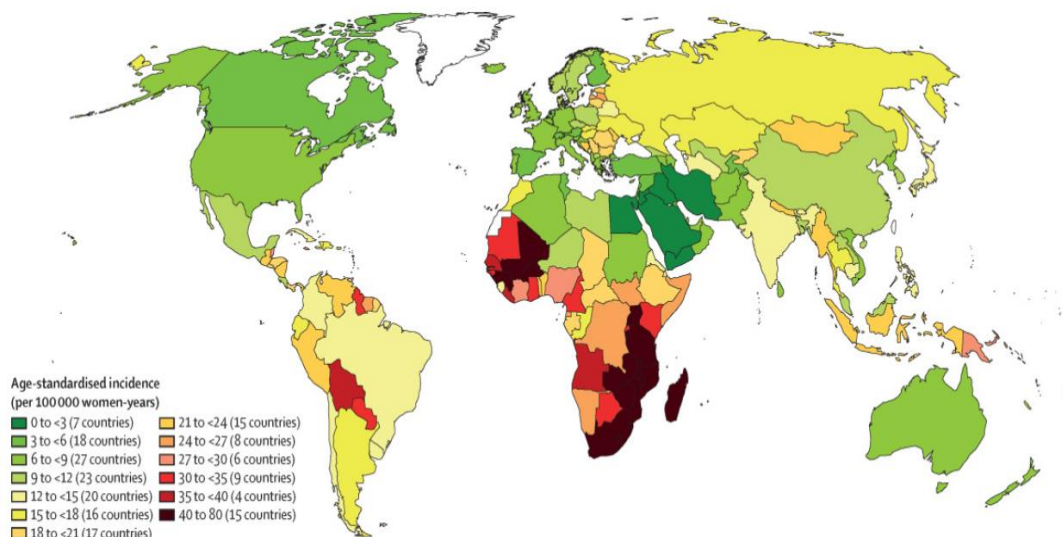 Age-standardised incidence
(per 100 000 women-years)
0 to <3 (7 countries)
3 to <6 (18 countries)
6 to <9 (27 countries)
9 to <12 (23 countries)
12 to <15 (20 countries)
15 to <18 (16 countries)
18 to <21 (17 countries)
21 to <24 (15 countries)
24 to <27 (8 countries)
27 to <30 (6 countries)
30 to <35 (9 countries)
35 to <40 (4 countries)
40 to 80 (15 countries)